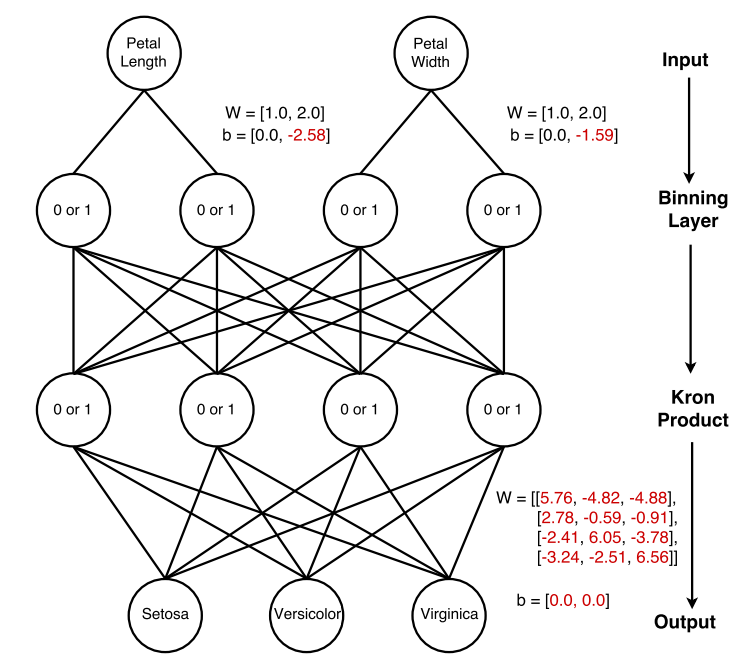 Petal
Length
Petal
Width
Input
W = [1.0, 2.0]
b = [0.0, -2.58]
W = [1.0, 2.0]
b = [0.0, -1.59]
0 or 1
0 or 1
0 or 1
0 or 1
Binning
Layer
0 or 1
0 or 1
0 or 1
0 or 1
Kron
Product
W = [[5.76, -4.82, -4.88],
[2.78, -0.59, -0.91],
[-2.41, 6.05, -3.78],
[-3.24, -2.51, 6.56]]
b = [0.0, 0.0]
Setosa
Versicolor
Virginica
Output